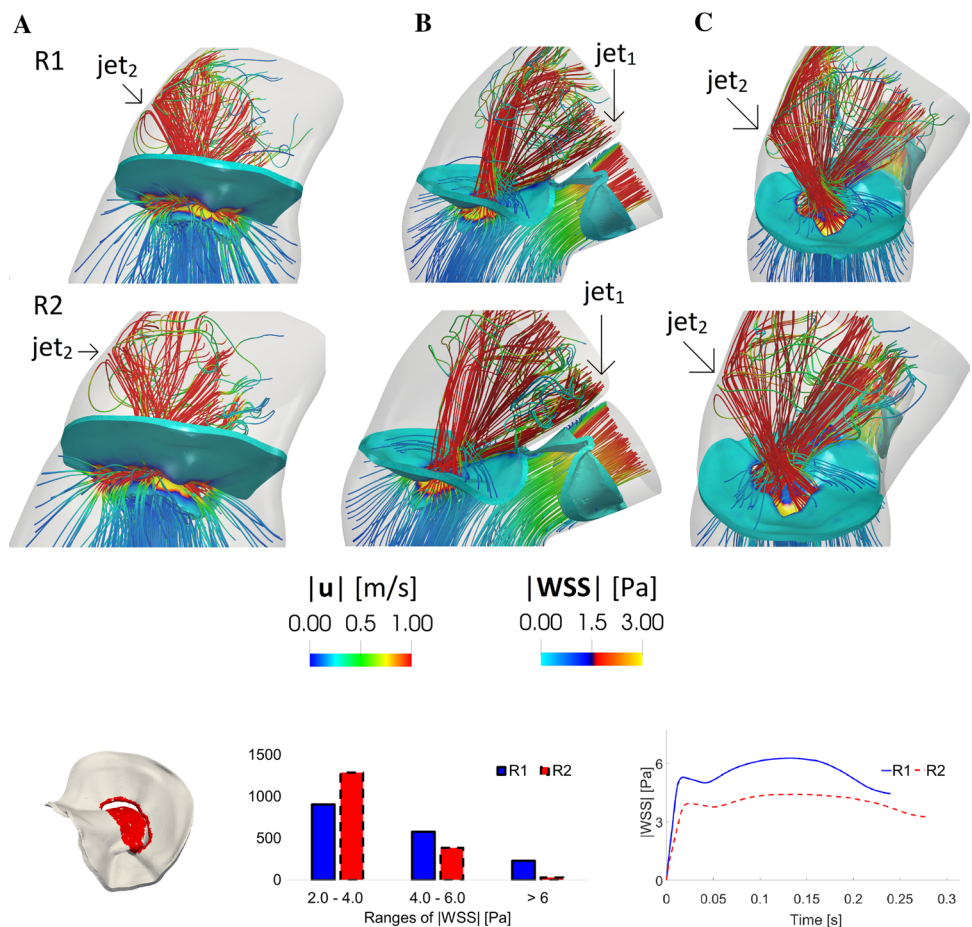 A
B
C
R1
jet₂
jet₁
jet₂
R2
jet₂
jet₁
jet₂
|u| [m/s]
0.00 0.5 1.00
|WSS| [Pa]
0.00 1.5 3.00
1500
1000
500
0
R1 R2
2.0 - 4.0 4.0 - 6.0 > 6
Ranges of |WSS| [Pa]
|WSS| [Pa]
6
3
0
R1 R2
0 0.05 0.1 0.15 0.2 0.25 0.3
Time [s]